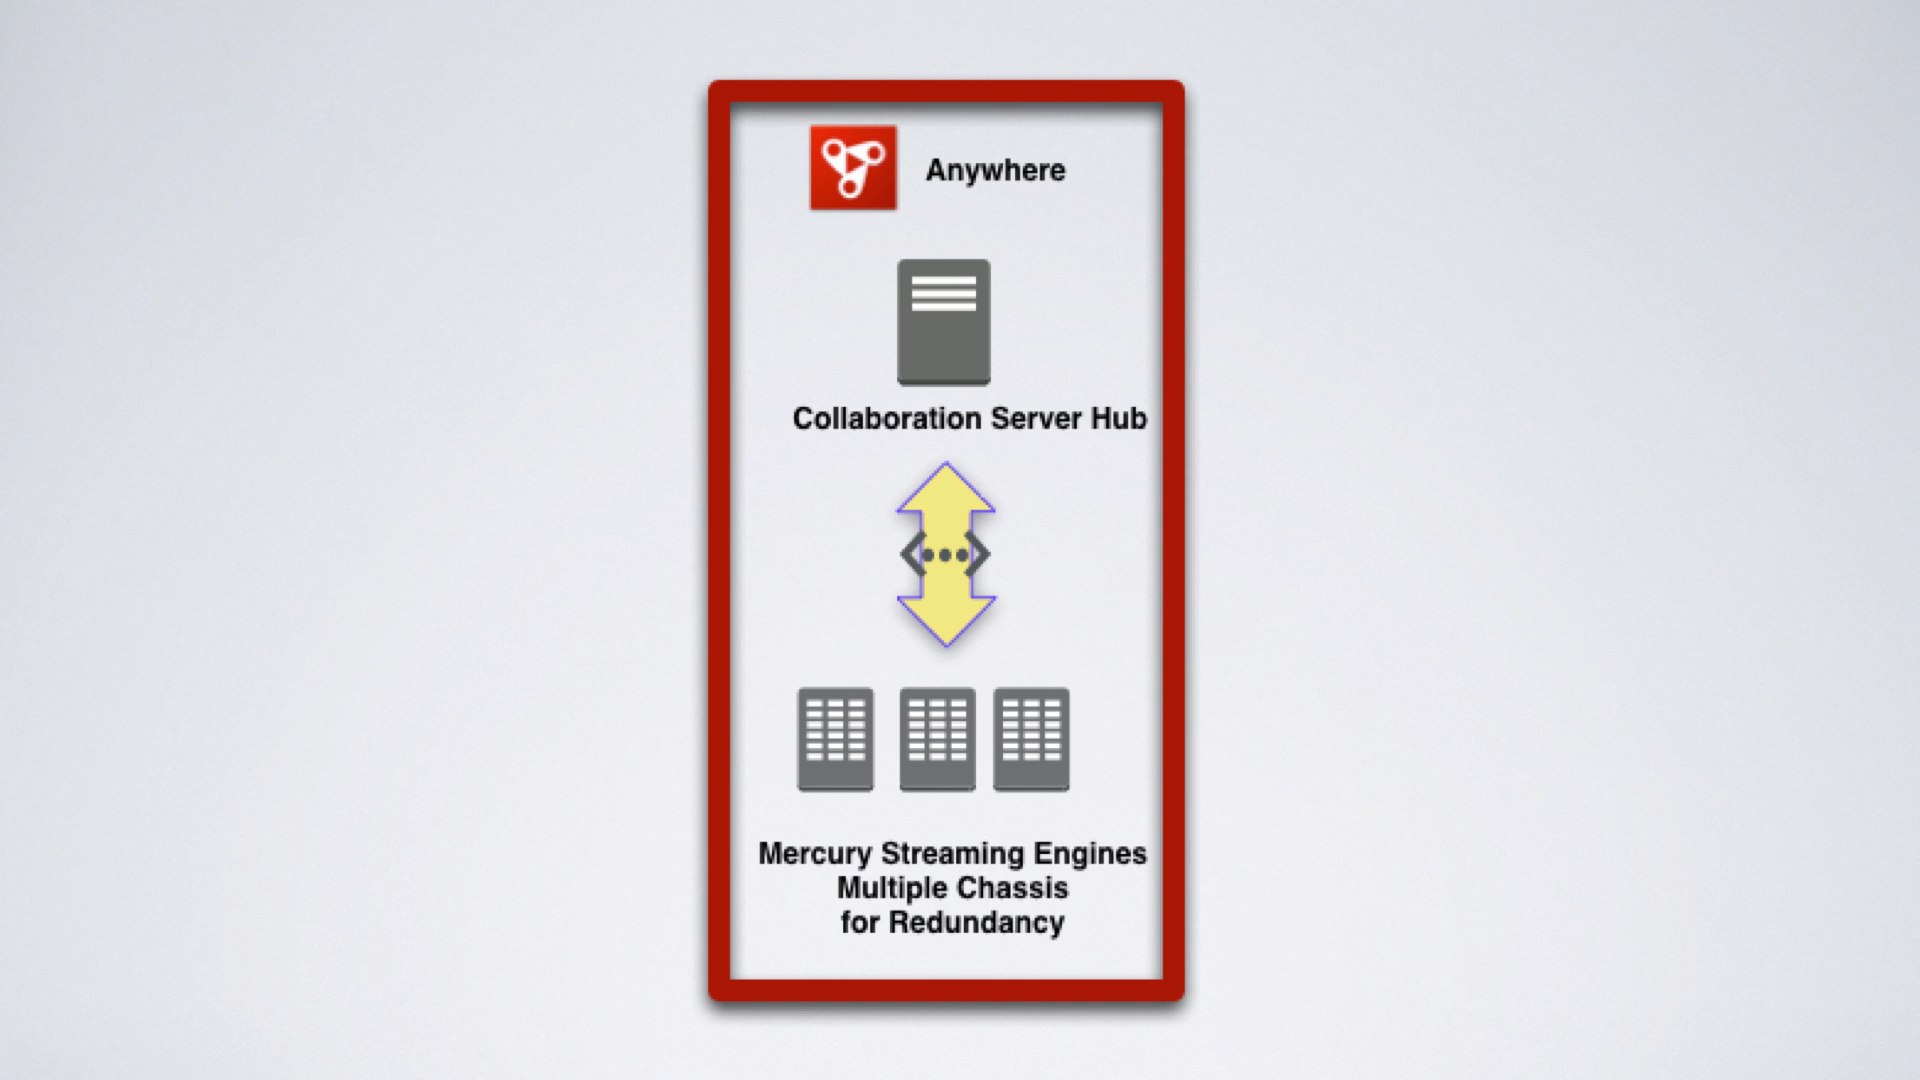 Anywhere
Collaboration Server Hub
Mercury Streaming Engines
Multiple Chassis
for Redundancy